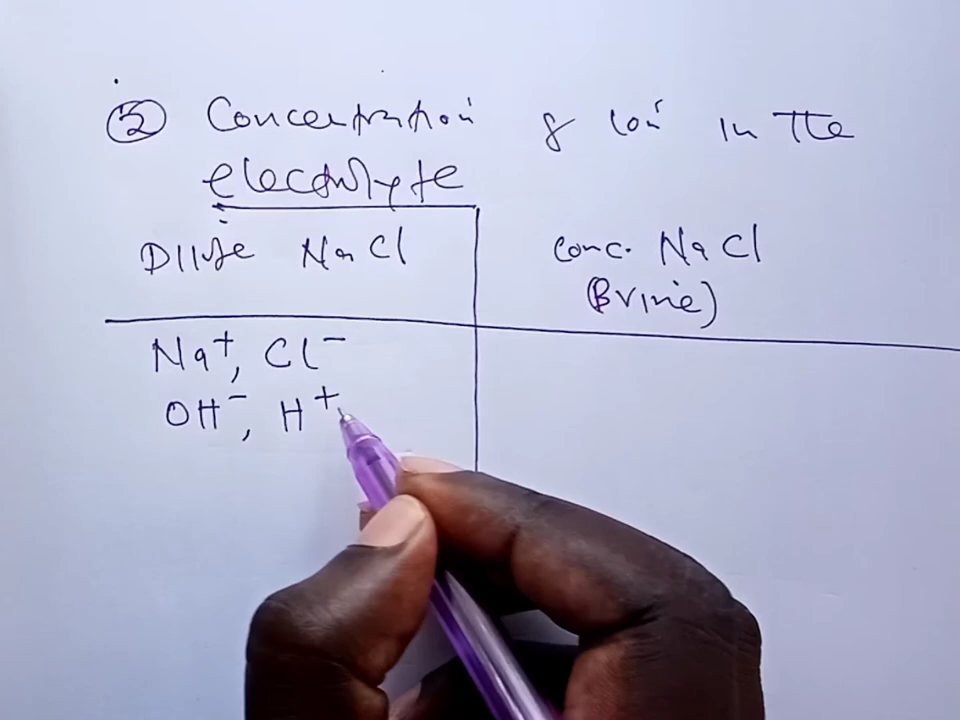 ② Concentration of ion in the
electrolyte
Dilute NaCl
conc. NaCl
(Brine)
Na⁺, Cl⁻
OH⁻, H⁺